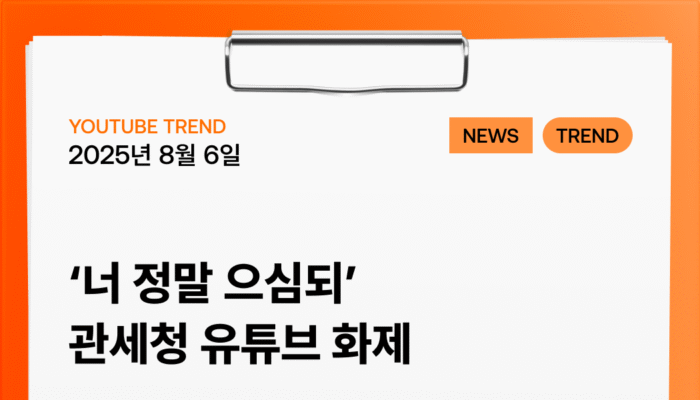 YOUTUBE TREND
2025년 8월 6일
NEWS
TREND
‘너 정말 으심되’
관세청 유튜브 화제